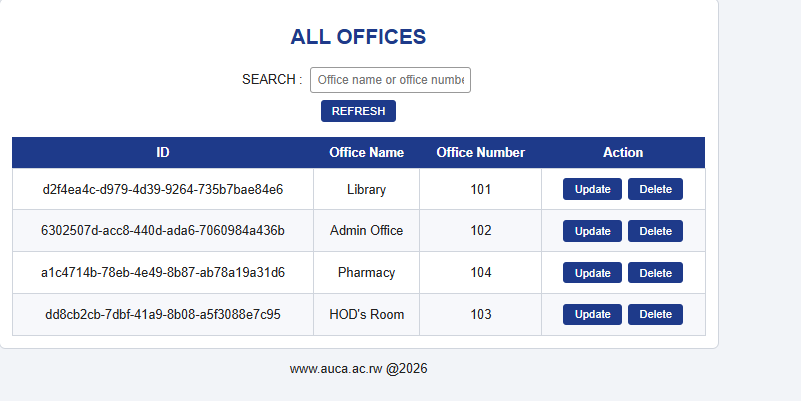 ALL OFFICES
SEARCH : Office name or office numbe
REFRESH
ID Office Name Office Number Action
d2f4ea4c-d979-4d39-9264-735b7bae84e6 Library 101 Update Delete
6302507d-acc8-440d-ada6-7060984a436b Admin Office 102 Update Delete
a1c4714b-78eb-4e49-8b87-ab78a19a31d6 Pharmacy 104 Update Delete
dd8cb2cb-7dbf-41a9-8b08-a5f3088e7c95 HOD's Room 103 Update Delete
www.auca.ac.rw @2026